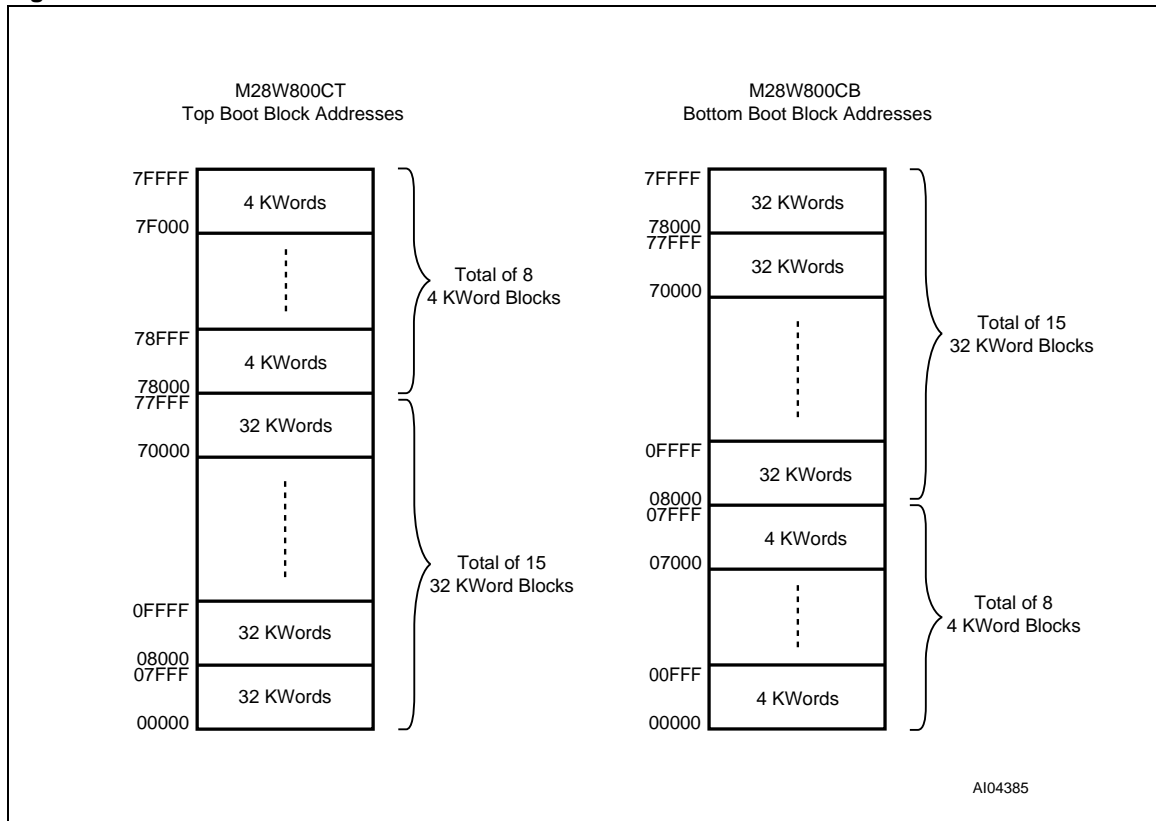 M28W800CT
Top Boot Block Addresses
7FFFF
4 KWords
7F000
Total of 8
4 KWord Blocks
78FFF
4 KWords
78000
77FFF
32 KWords
70000
Total of 15
32 KWord Blocks
0FFFF
32 KWords
08000
07FFF
32 KWords
00000
M28W800CB
Bottom Boot Block Addresses
7FFFF
32 KWords
78000
77FFF
32 KWords
70000
Total of 15
32 KWord Blocks
0FFFF
32 KWords
08000
07FFF
4 KWords
07000
Total of 8
4 KWord Blocks
00FFF
4 KWords
00000
AI04385